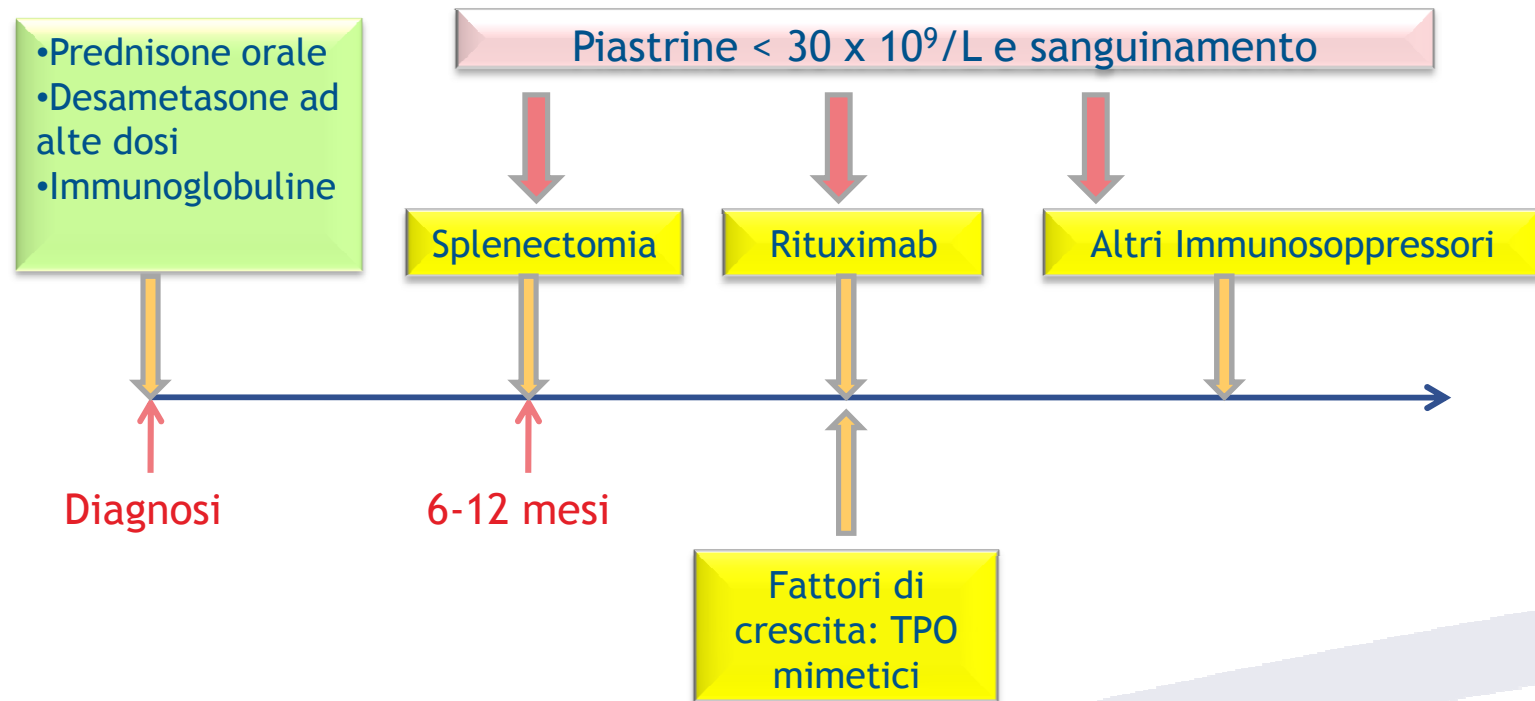 •Prednisone orale
•Desametasone ad
alte dosi
•Immunoglobuline
Piastrine < 30 x 10⁹/L e sanguinamento
Splenectomia
Rituximab
Altri Immunosoppressori
Diagnosi
6-12 mesi
Fattori di
crescita: TPO
mimetici